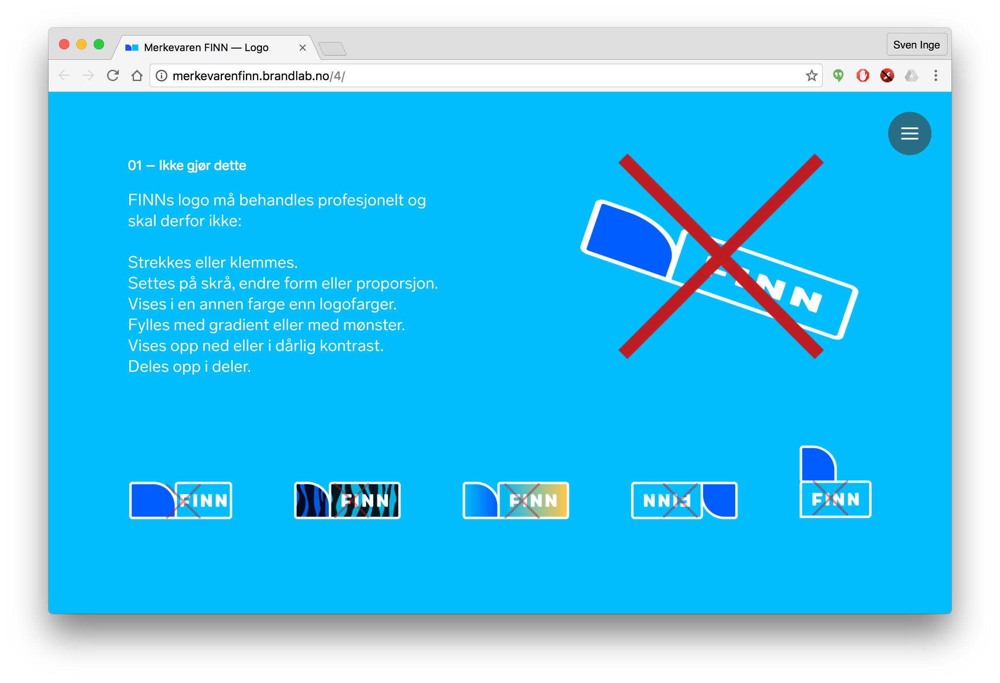 Merkevaren FINN — Logo
Sven Inge
merkevarenfinn.brandlab.no/4/
01 – Ikke gjør dette
FINNs logo må behandles profesjonelt og
skal derfor ikke:
Strekkes eller klemmes.
Settes på skrå, endre form eller proporsjon.
Vises i en annen farge enn logofarger.
Fylles med gradient eller med mønster.
Vises opp ned eller i dårlig kontrast.
Deles opp i deler.
FINN
FINN
FINN
FINN
FINN
FINN